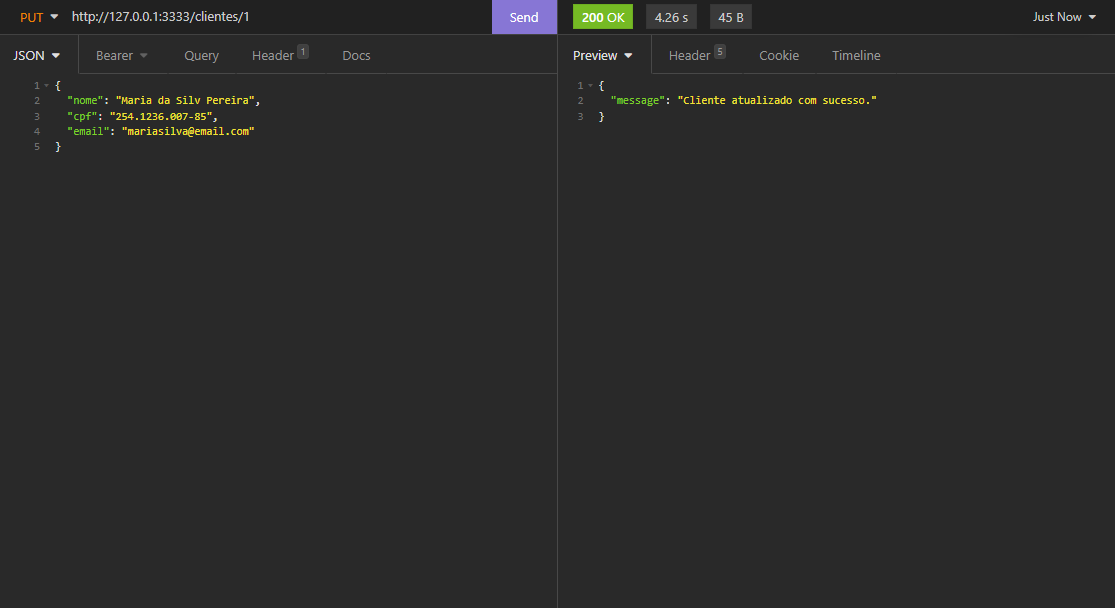 PUT http://127.0.0.1:3333/clientes/1 Send 200 OK 4.26 s 45 B Just Now
JSON Bearer Query Header 1 Docs
Preview Header 5 Cookie Timeline
1 {
2 "nome": "Maria da Silv Pereira",
3 "cpf": "254.1236.007-85",
4 "email": "mariasilva@email.com"
5 }
1 {
2 "message": "Cliente atualizado com sucesso."
3 }